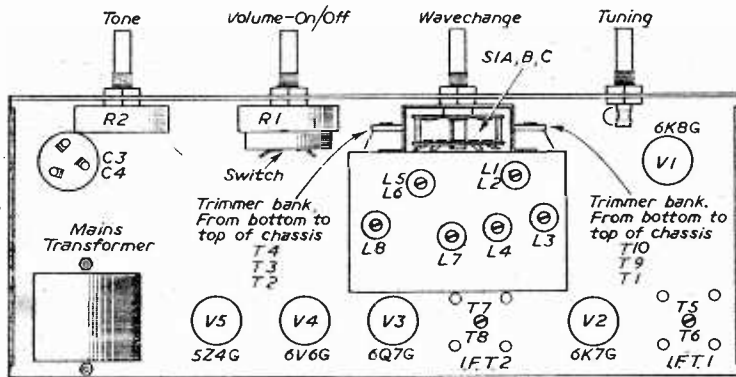 Tone
Volume-On/Off
Wavechange
Tuning
S1A,B,C
R2
R1
6K8G
V1
C3
C4
Switch
L5
L6
L1
L2
Trimmer bank.
From bottom to
top of chassis
T4
T3
T2
Trimmer bank.
From bottom to
top of chassis
T10
T9
T1
Mains
Transformer
L8
L7
L4
L3
V5
5Z4G
V4
6V6G
V3
6Q7G
T7
T8
I.F.T.2
V2
6K7G
T5
T6
I.F.T.1